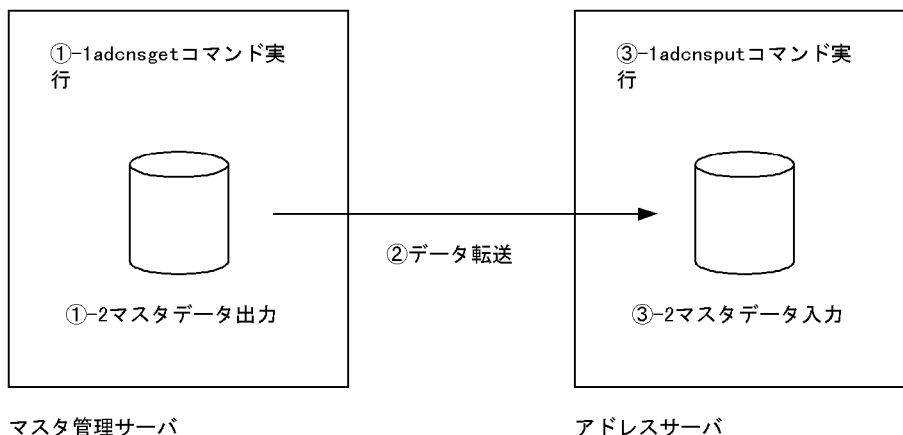 ①-1adcnsgetコマンド実
行
①-2マスタデータ出力
マスタ管理サーバ
②データ転送
③-1adcnsputコマンド実
行
③-2マスタデータ入力
アドレスサーバ